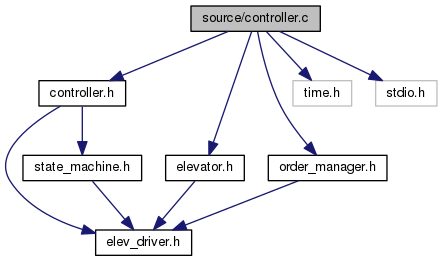 source/controller.c
controller.h
time.h
stdio.h
state_machine.h
elevator.h
order_manager.h
elev_driver.h